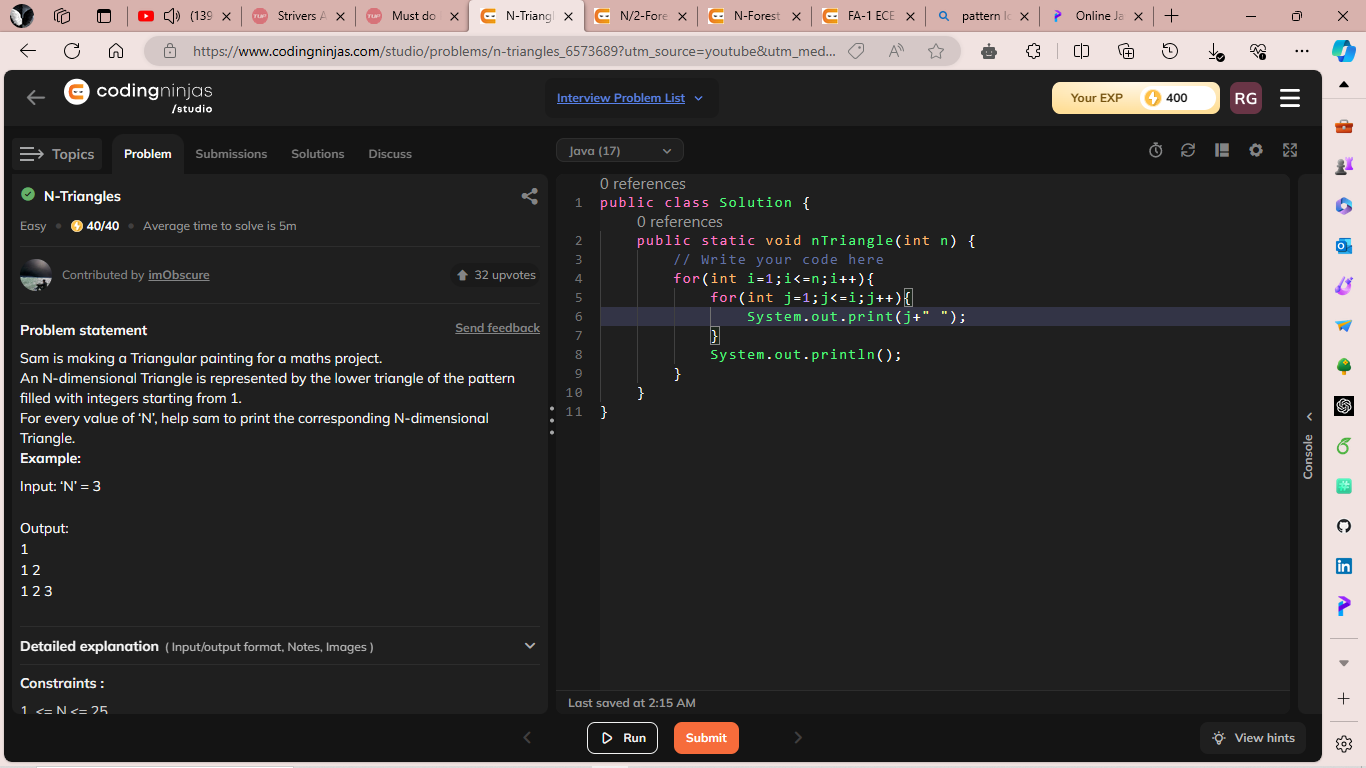 (139
Strivers A
Must do
N-Triangl
N/2-Fore
N-Forest
FA-1 ECE
pattern lo
Online Ja
https://www.codingninjas.com/studio/problems/n-triangles_6573689?utm_source=youtube&utm_med...
codingninjas
/studio
Interview Problem List
Your EXP
400
RG
Topics
Problem
Submissions
Solutions
Discuss
Java (17)
N-Triangles
Easy
40/40
Average time to solve is 5m
Contributed by imObscure
32 upvotes
Problem statement
Send feedback
Sam is making a Triangular painting for a maths project.
An N-dimensional Triangle is represented by the lower triangle of the pattern
filled with integers starting from 1.
For every value of ‘N’, help sam to print the corresponding N-dimensional
Triangle.
Example:
Input: ‘N’ = 3
Output:
1
1 2
1 2 3
Detailed explanation ( Input/output format, Notes, Images )
Constraints :
1 <= N <= 25
0 references
1 public class Solution {
0 references
2 public static void nTriangle(int n) {
3 // Write your code here
4 for(int i=1;i<=n;i++){
5 for(int j=1;j<=i;j++){
6 System.out.print(j+" ");
7 }
8 System.out.println();
9 }
10 }
11 }
Console
Last saved at 2:15 AM
Run
Submit
View hints